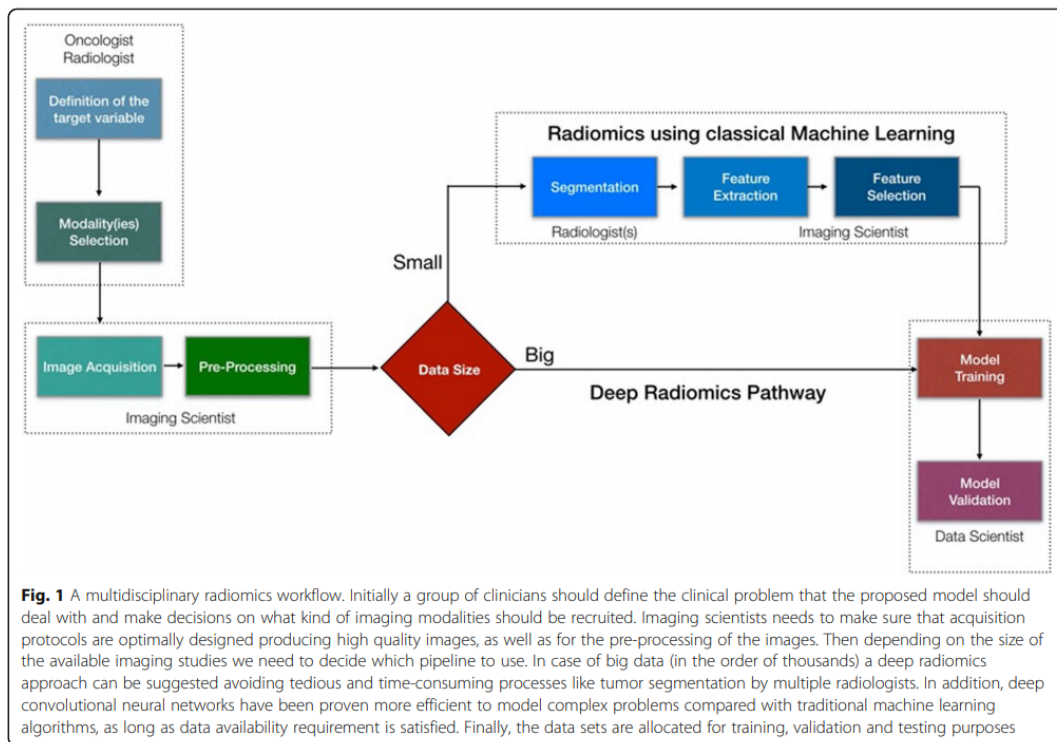 Oncologist
Radiologist
Definition of the
target variable
Modality(ies)
Selection
Image Acquisition
Pre-Processing
Imaging Scientist
Data Size
Small
Big
Radiomics using classical Machine Learning
Segmentation
Feature
Extraction
Feature
Selection
Radiologist(s)
Imaging Scientist
Deep Radiomics Pathway
Model
Training
Model
Validation
Data Scientist
Fig. 1 A multidisciplinary radiomics workflow. Initially a group of clinicians should define the clinical problem that the proposed model should
deal with and make decisions on what kind of imaging modalities should be recruited. Imaging scientists needs to make sure that acquisition
protocols are optimally designed producing high quality images, as well as for the pre-processing of the images. Then depending on the size of
the available imaging studies we need to decide which pipeline to use. In case of big data (in the order of thousands) a deep radiomics
approach can be suggested avoiding tedious and time-consuming processes like tumor segmentation by multiple radiologists. In addition, deep
convolutional neural networks have been proven more efficient to model complex problems compared with traditional machine learning
algorithms, as long as data availability requirement is satisfied. Finally, the data sets are allocated for training, validation and testing purposes